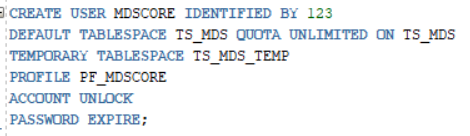 CREATE USER MDSCORE IDENTIFIED BY 123
DEFAULT TABLESPACE TS_MDS QUOTA UNLIMITED ON TS_MDS
TEMPORARY TABLESPACE TS_MDS_TEMP
PROFILE PF_MDSCORE
ACCOUNT UNLOCK
PASSWORD EXPIRE;